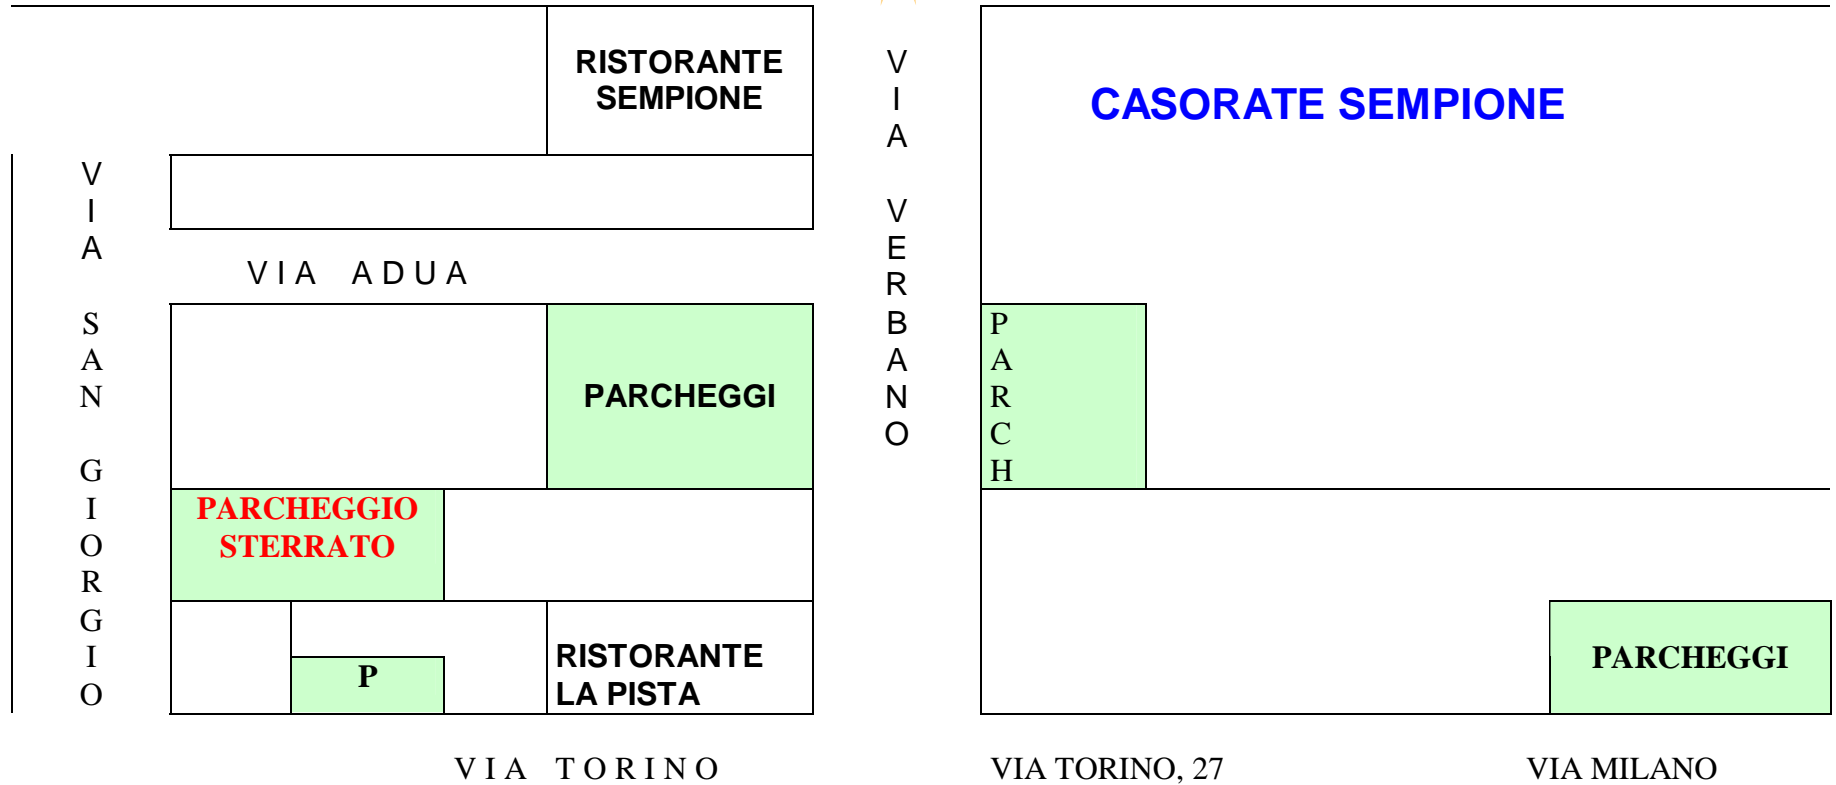 RISTORANTE
SEMPIONE
VIA VERBANO
CASORATE SEMPIONE
VIA SAN GIORGIO
VIA ADUA
PARCHEGGI
PARCH
PARCHEGGIO
STERRATO
P
RISTORANTE
LA PISTA
PARCHEGGI
VIA TORINO
VIA TORINO, 27
VIA MILANO